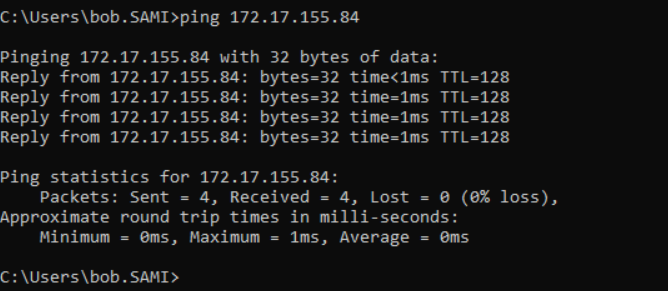 C:\Users\bob.SAMI>ping 172.17.155.84
Pinging 172.17.155.84 with 32 bytes of data:
Reply from 172.17.155.84: bytes=32 time<1ms TTL=128
Reply from 172.17.155.84: bytes=32 time=1ms TTL=128
Reply from 172.17.155.84: bytes=32 time=1ms TTL=128
Reply from 172.17.155.84: bytes=32 time=1ms TTL=128
Ping statistics for 172.17.155.84:
    Packets: Sent = 4, Received = 4, Lost = 0 (0% loss),
Approximate round trip times in milli-seconds:
    Minimum = 0ms, Maximum = 1ms, Average = 0ms
C:\Users\bob.SAMI>